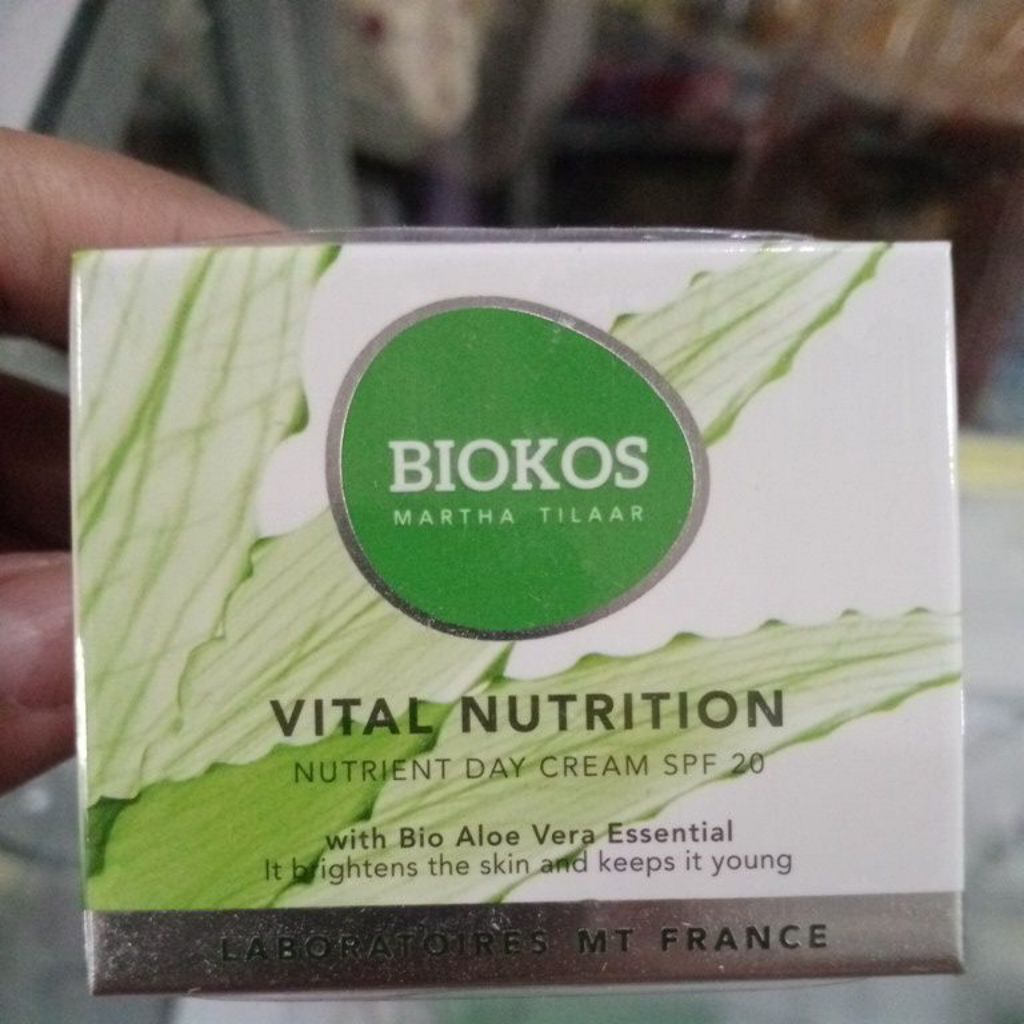 BIOKOS
MARTHA TILAAR
VITAL NUTRITION
NUTRIENT DAY CREAM SPF 20
with Bio Aloe Vera Essential
It brightens the skin and keeps it young
LABORATOIRES MT FRANCE